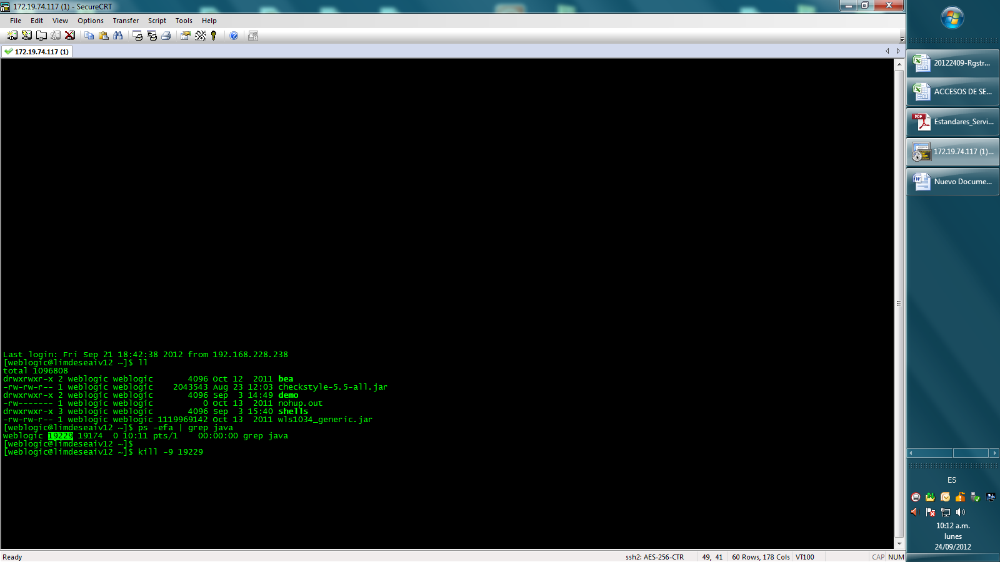 172.19.74.117 (1) - SecureCRT
File Edit View Options Transfer Script Tools Help
172.19.74.117 (1)
Last login: Fri Sep 21 18:42:38 2012 from 192.168.228.238
[weblogic@limdeseaiv12 ~]$ ll
total 1096808
drwxrwxr-x 2 weblogic weblogic       4096 Oct 12  2011 bea
-rw-rw-r-- 1 weblogic weblogic    2043543 Aug 23 12:03 checkstyle-5.5-all.jar
drwxrwxr-x 2 weblogic weblogic       4096 Sep  3 14:49 demo
-rw------- 1 weblogic weblogic          0 Oct 13  2011 nohup.out
drwxrwxr-x 3 weblogic weblogic       4096 Sep  3 15:40 shells
-rw-rw-r-- 1 weblogic weblogic 1119969142 Oct 13  2011 wls1034_generic.jar
[weblogic@limdeseaiv12 ~]$ ps -efa | grep java
weblogic 19229 19174  0 10:11 pts/1    00:00:00 grep java
[weblogic@limdeseaiv12 ~]$
[weblogic@limdeseaiv12 ~]$ kill -9 19229
Ready
ssh2: AES-256-CTR 49, 41 60 Rows, 178 Cols VT100 CAP NUM
20122409-Rgstr...
ACCESOS DE SE...
PDF
Estandares_Servi...
172.19.74.117 (1)...
Nuevo Docume...
ES
10:12 a.m.
lunes
24/09/2012